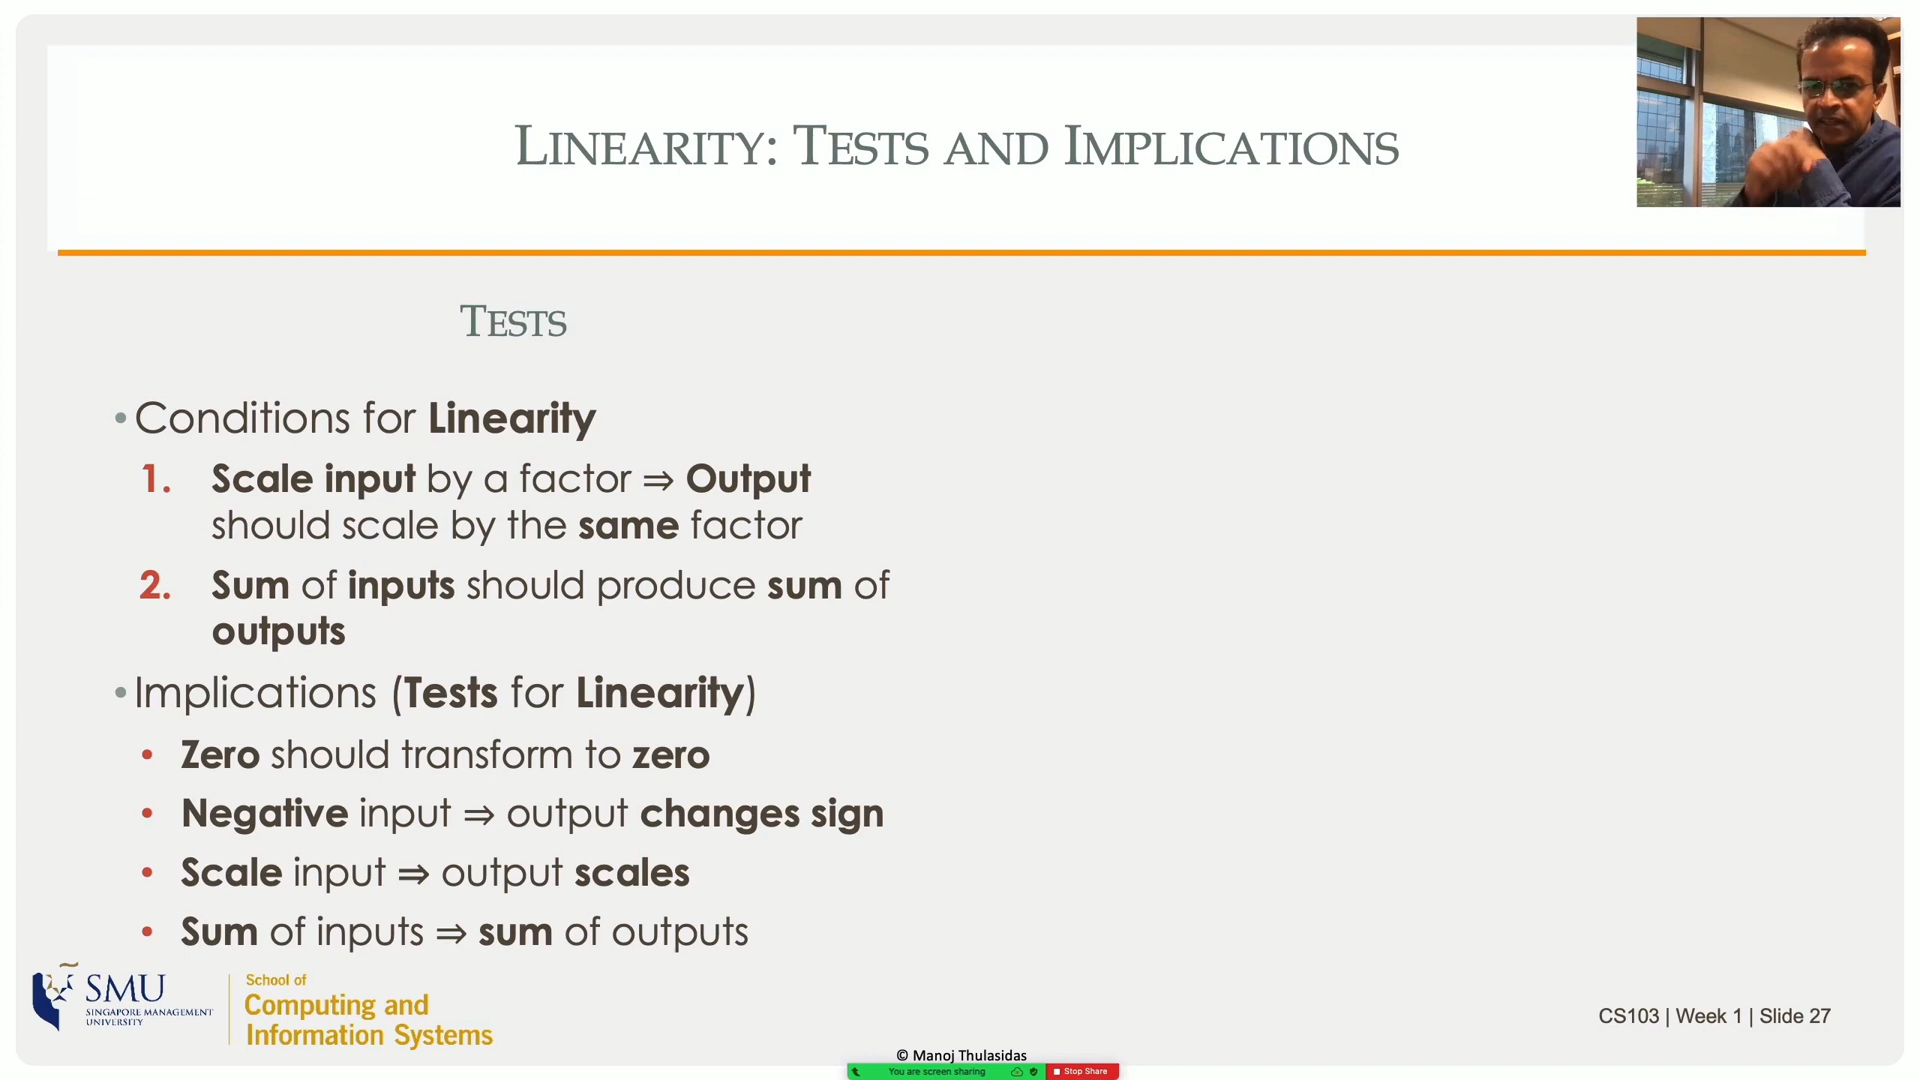 LINEARITY: TESTS AND IMPLICATIONS
TESTS
• Conditions for Linearity
1. Scale input by a factor ⇒ Output
should scale by the same factor
2. Sum of inputs should produce sum of
outputs
• Implications (Tests for Linearity)
• Zero should transform to zero
• Negative input ⇒ output changes sign
• Scale input ⇒ output scales
• Sum of inputs ⇒ sum of outputs
SMU
SINGAPORE MANAGEMENT
UNIVERSITY
School of
Computing and
Information Systems
CS103 | Week 1 | Slide 27
© Manoj Thulasidas
You are screen sharing
Stop Share